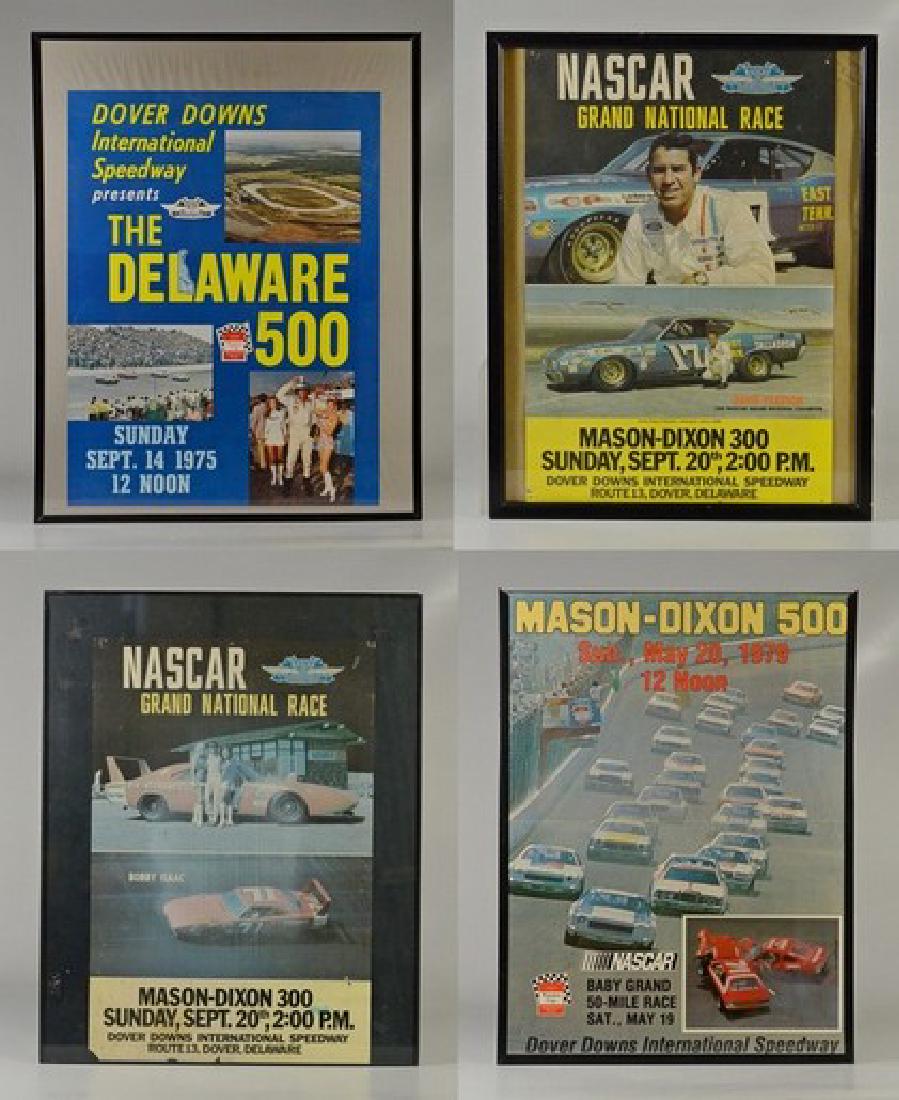 DOVER DOWNS
International
Speedway
presents
THE
DELAWARE
500
SUNDAY
SEPT. 14 1975
12 NOON
NASCAR
GRAND NATIONAL RACE
EAST
TENN.
17
MASON-DIXON 300
SUNDAY, SEPT. 20th, 2:00 P.M.
DOVER DOWNS INTERNATIONAL SPEEDWAY
ROUTE 13, DOVER, DELAWARE
NASCAR
GRAND NATIONAL RACE
BOBBY ISAAC
71
MASON-DIXON 300
SUNDAY, SEPT. 20th, 2:00 P.M.
DOVER DOWNS INTERNATIONAL SPEEDWAY
ROUTE 13, DOVER, DELAWARE
MASON-DIXON 500
Sun., May 20, 1979
12 Noon
NASCAR
BABY GRAND
50-MILE RACE
SAT., MAY 19
Dover Downs International Speedway